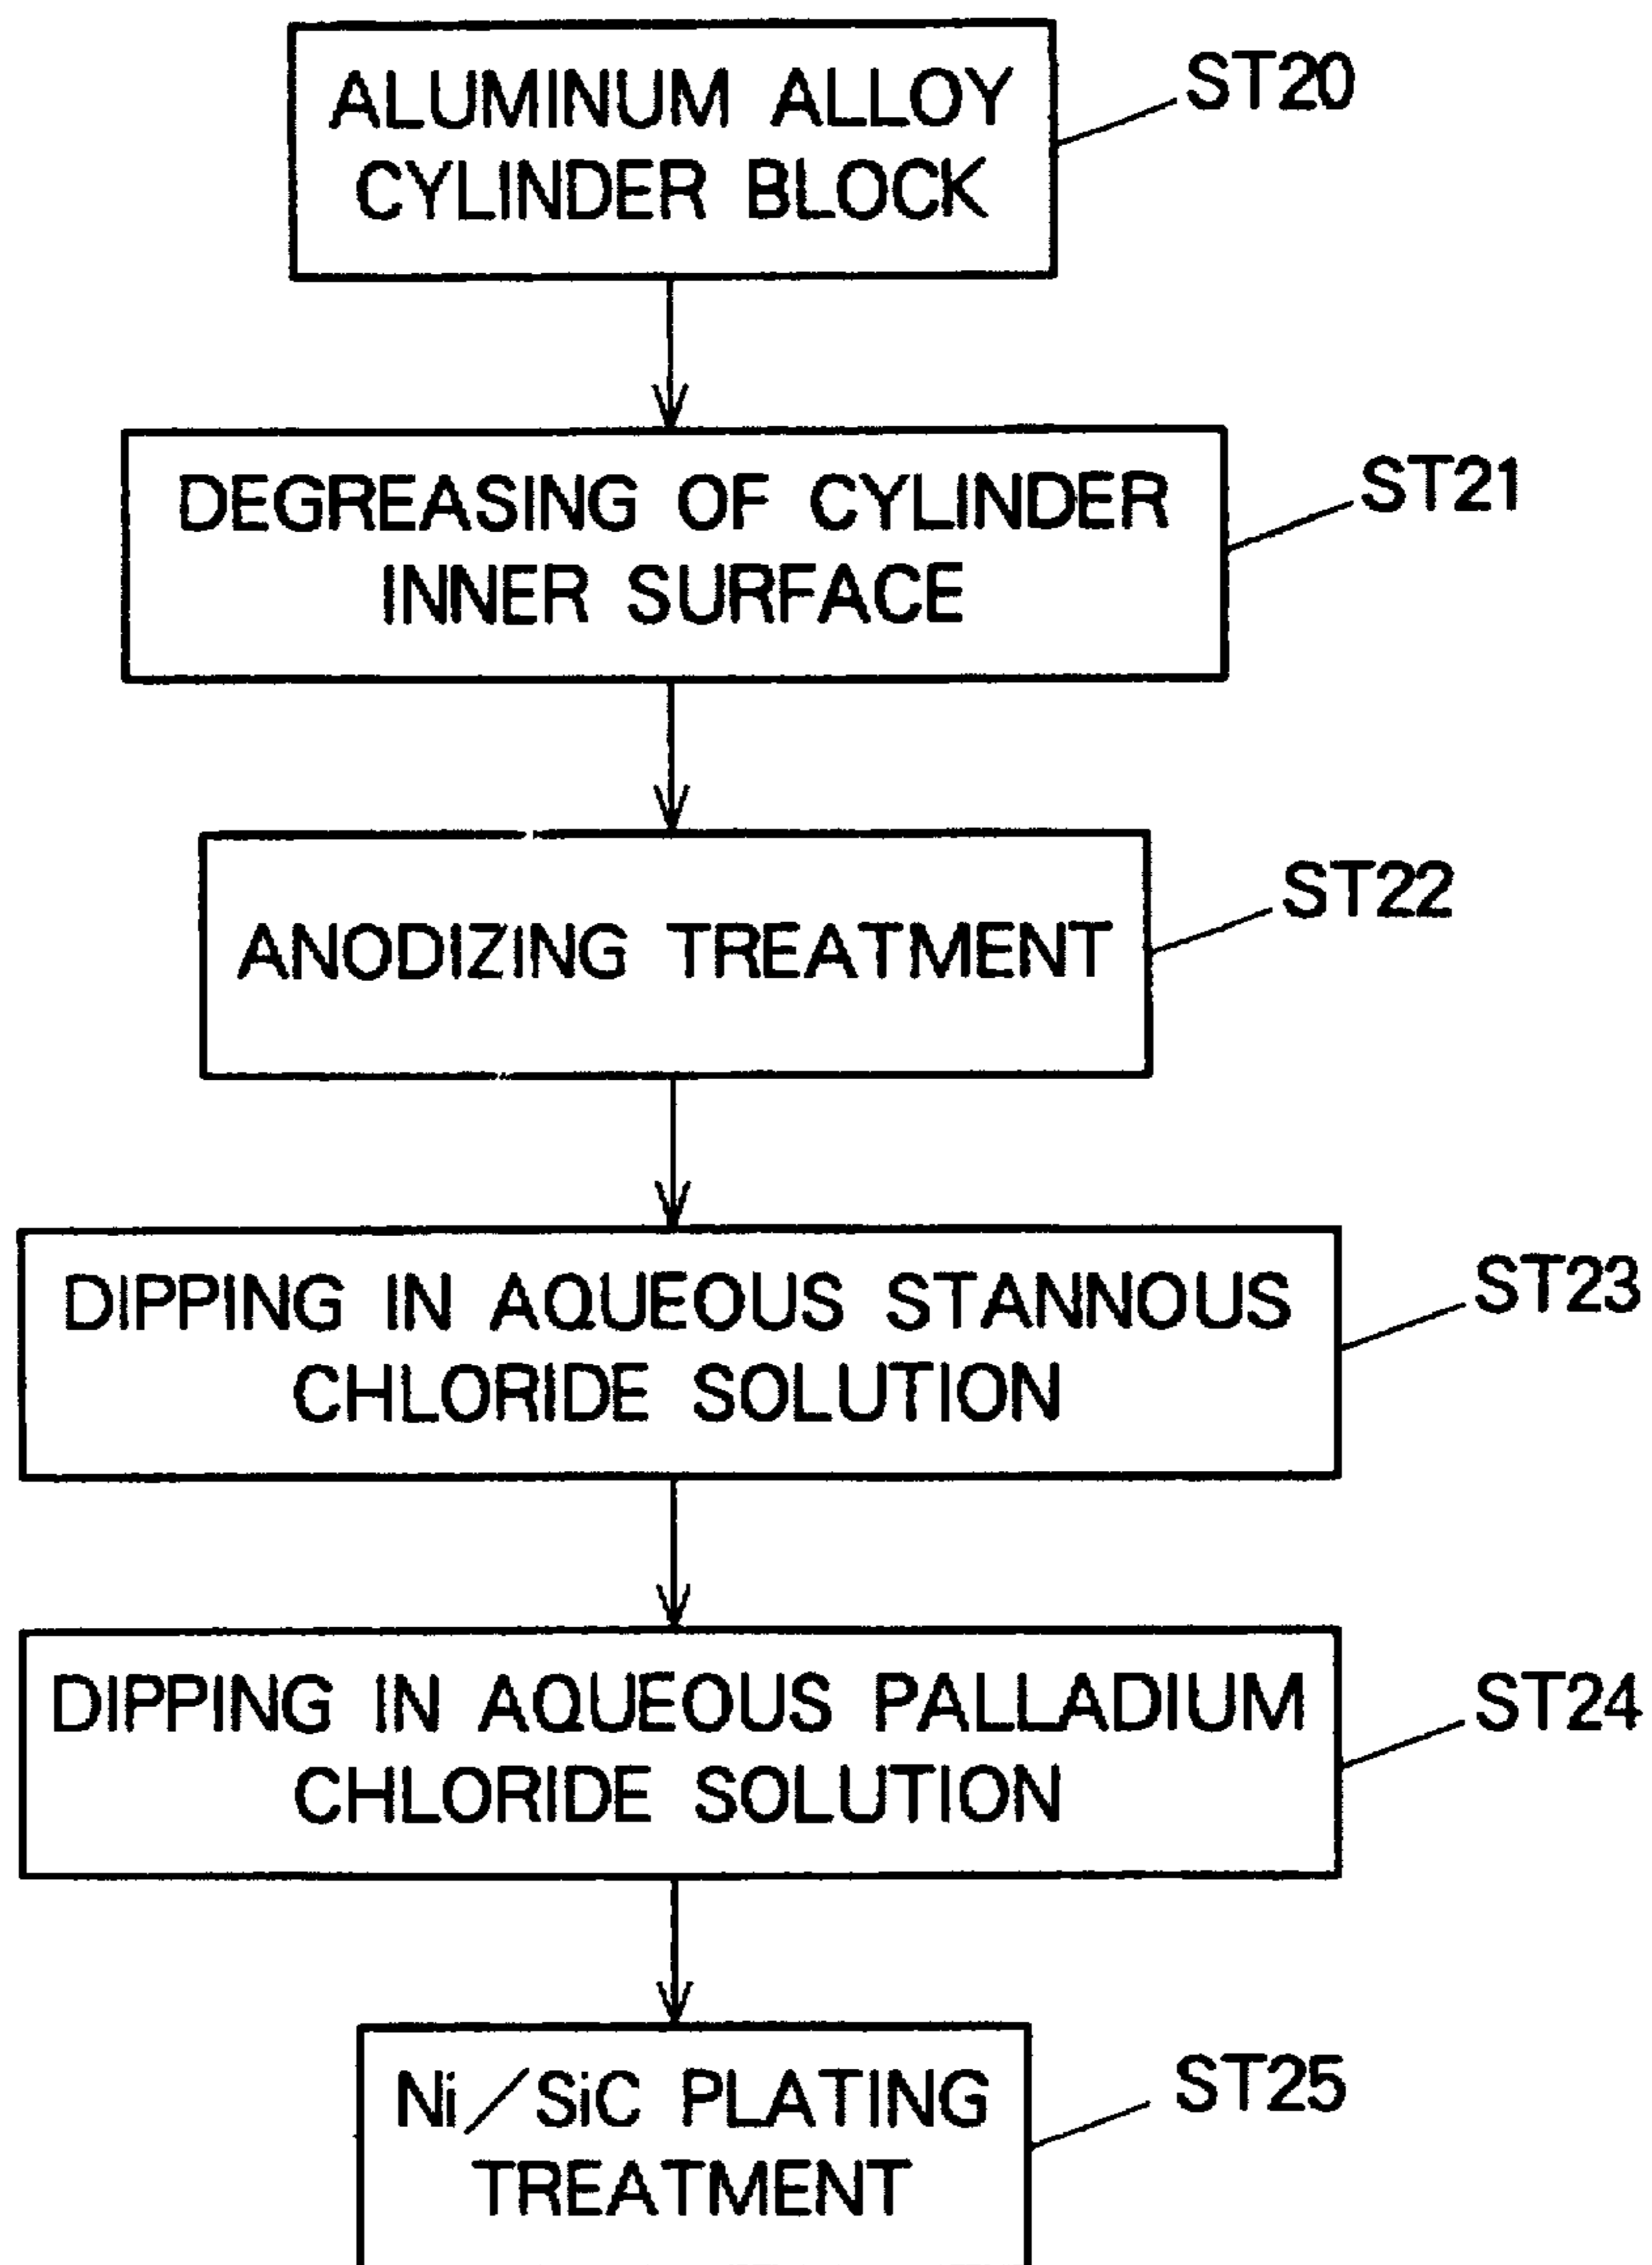 ALUMINUM ALLOY
CYLINDER BLOCK
ST20
DEGREASING OF CYLINDER
INNER SURFACE
ST21
ANODIZING TREATMENT
ST22
DIPPING IN AQUEOUS STANNOUS
CHLORIDE SOLUTION
ST23
DIPPING IN AQUEOUS PALLADIUM
CHLORIDE SOLUTION
ST24
Ni/SiC PLATING
TREATMENT
ST25